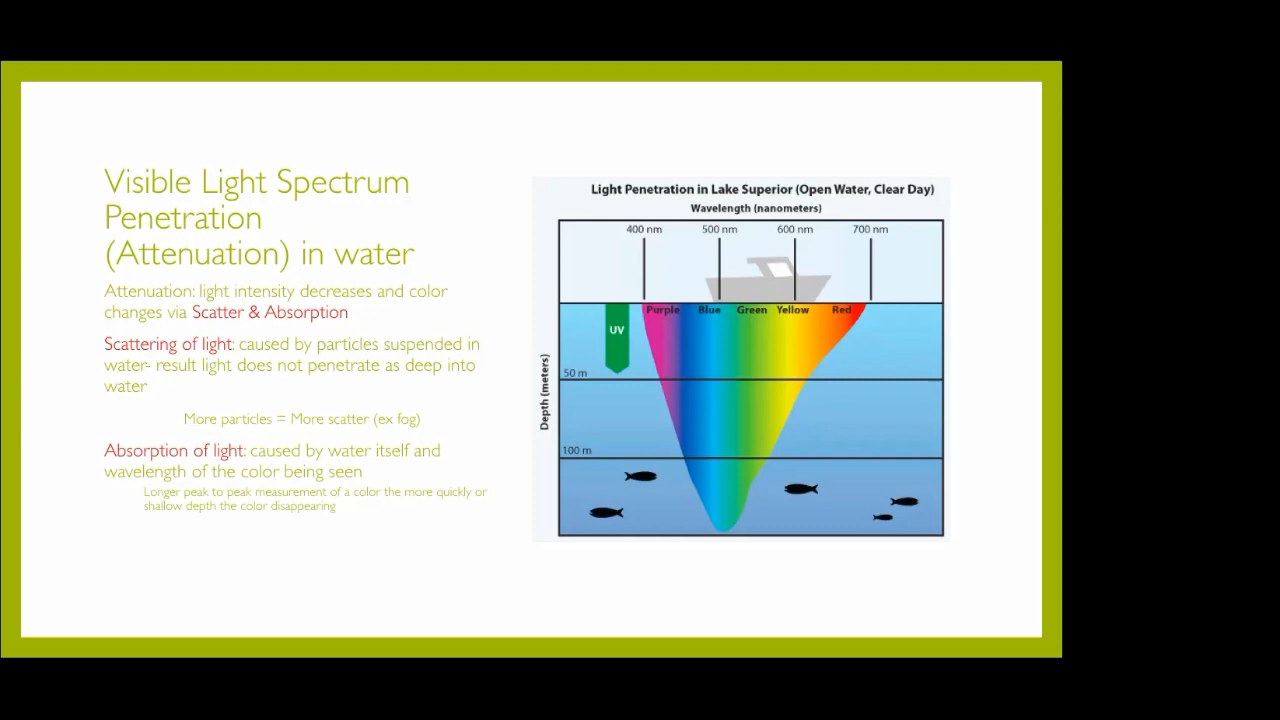 Visible Light Spectrum
Penetration
(Attenuation) in water
Attenuation: light intensity decreases and color
changes via Scatter & Absorption
Scattering of light: caused by particles suspended in
water- result light does not penetrate as deep into
water
More particles = More scatter (ex fog)
Absorption of light: caused by water itself and
wavelength of the color being seen
Longer peak to peak measurement of a color the more quickly or
shallow depth the color disappearing
Light Penetration in Lake Superior (Open Water, Clear Day)
Wavelength (nanometers)
400 nm 500 nm 600 nm 700 nm
Purple Blue Green Yellow Red
UV
50 m
Depth (meters)
100 m